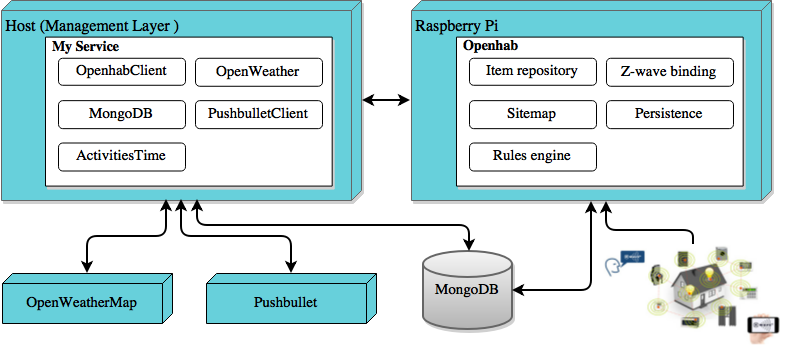 Host (Management Layer )
My Service
OpenhabClient
OpenWeather
MongoDB
PushbulletClient
ActivitiesTime
Raspberry Pi
Openhab
Item repository
Z-wave binding
Sitemap
Persistence
Rules engine
OpenWeatherMap
Pushbullet
MongoDB